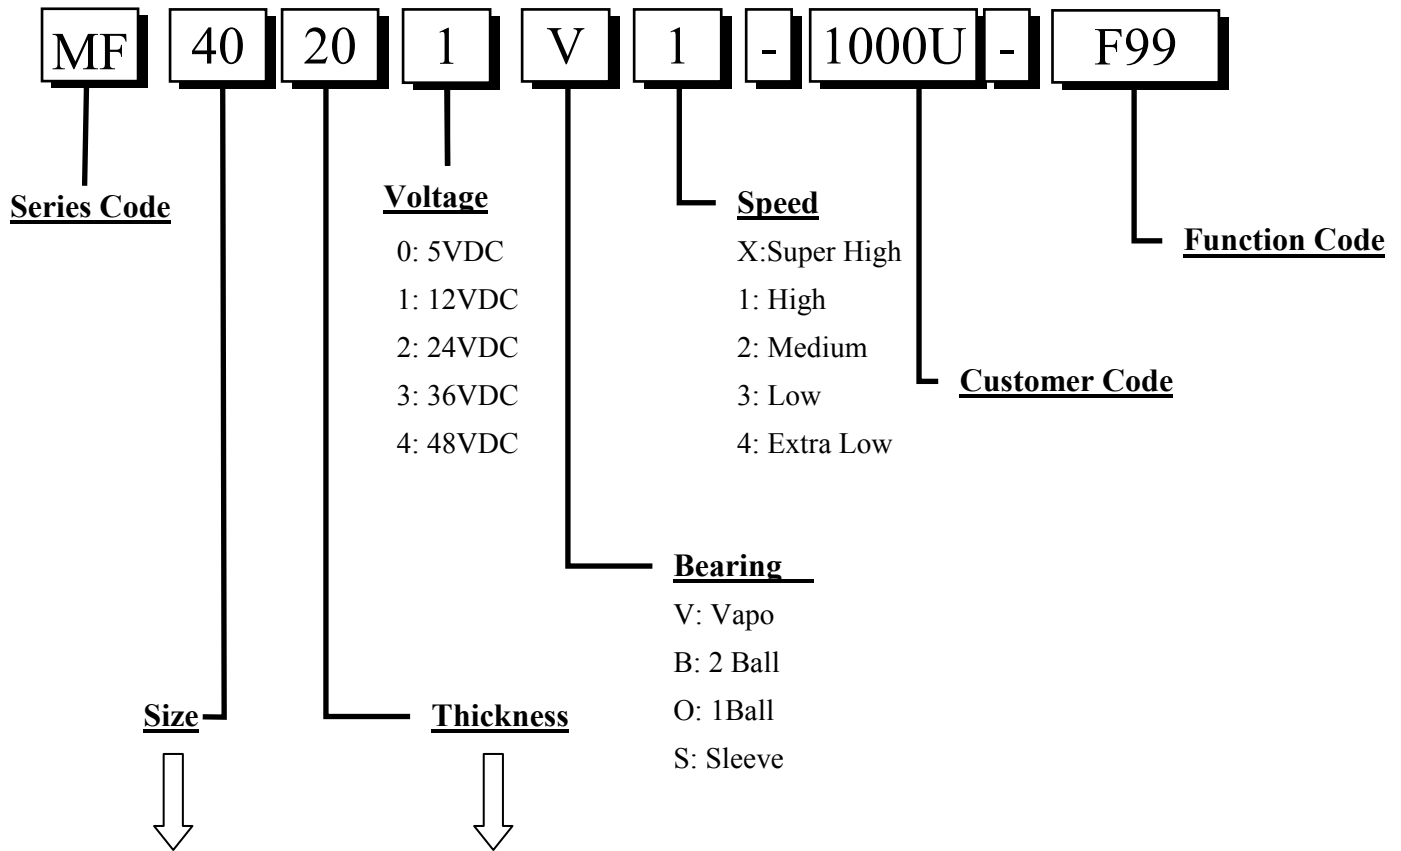 MF 40 20 1 V 1 - 1000U - F99
Series Code
Voltage
0: 5VDC
1: 12VDC
2: 24VDC
3: 36VDC
4: 48VDC
Speed
X:Super High
1: High
2: Medium
3: Low
4: Extra Low
Function Code
Customer Code
Bearing
V: Vapo
B: 2 Ball
O: 1Ball
S: Sleeve
Size
Thickness